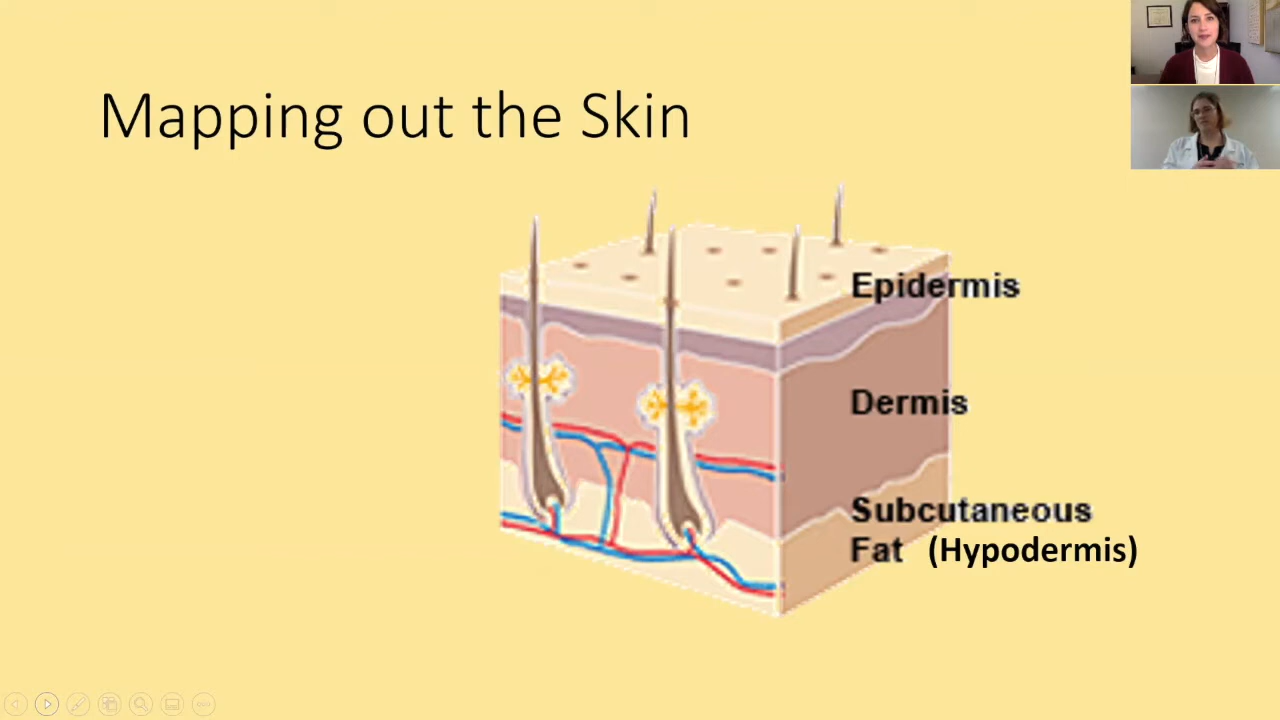 Mapping out the Skin
Epidermis
Dermis
Subcutaneous
Fat (Hypodermis)